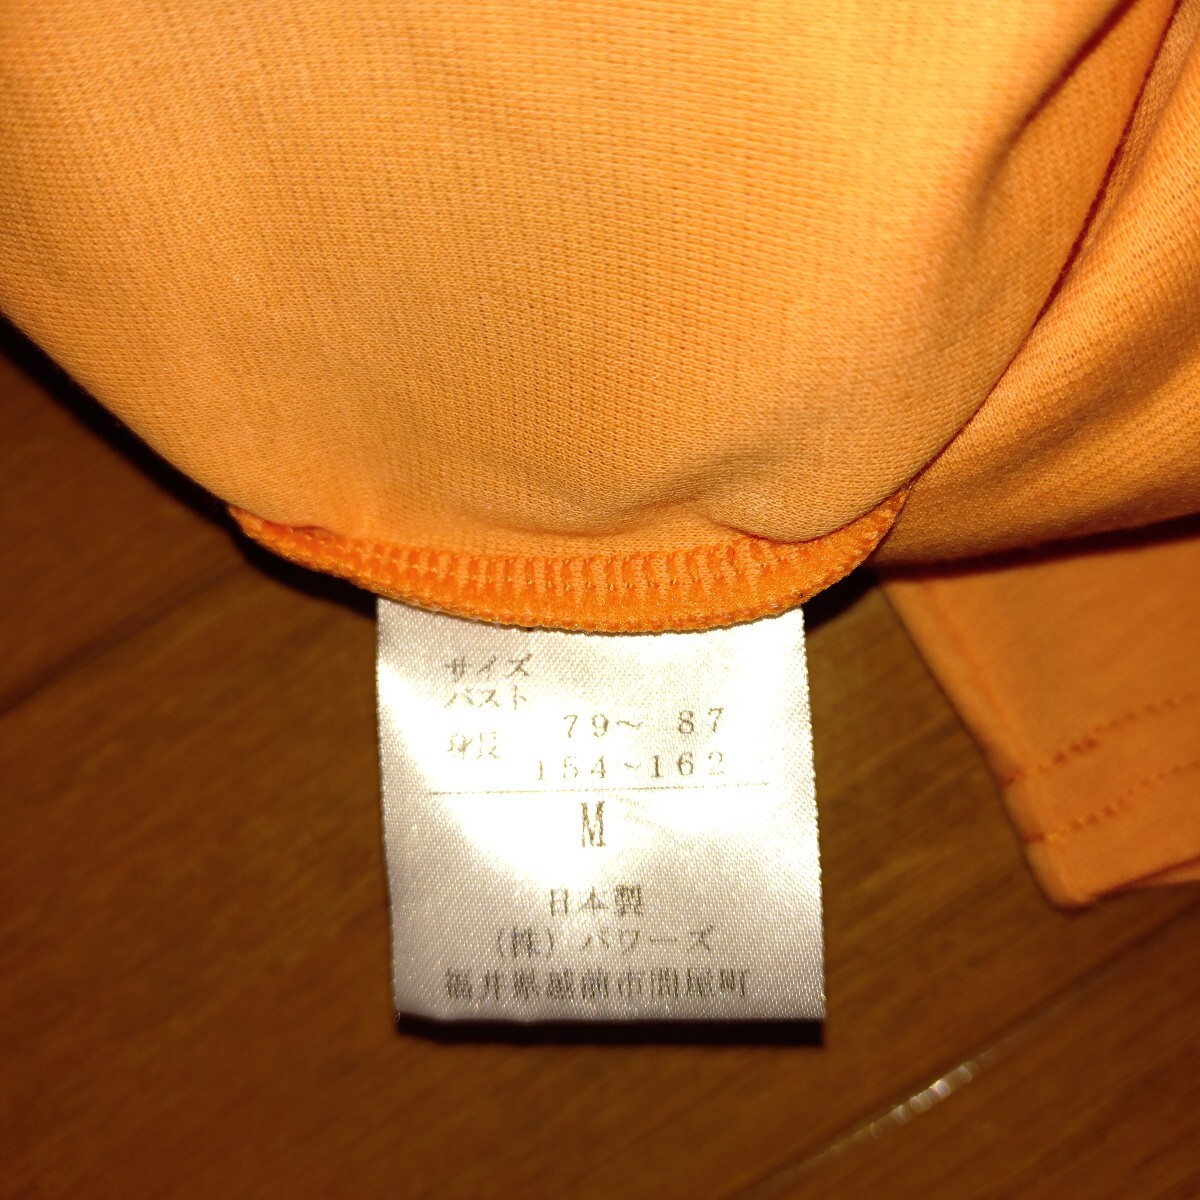 サイズ
バスト 79～ 87
身長 154～162
M
日本製
(株) パワーズ
福井県越前市問屋町